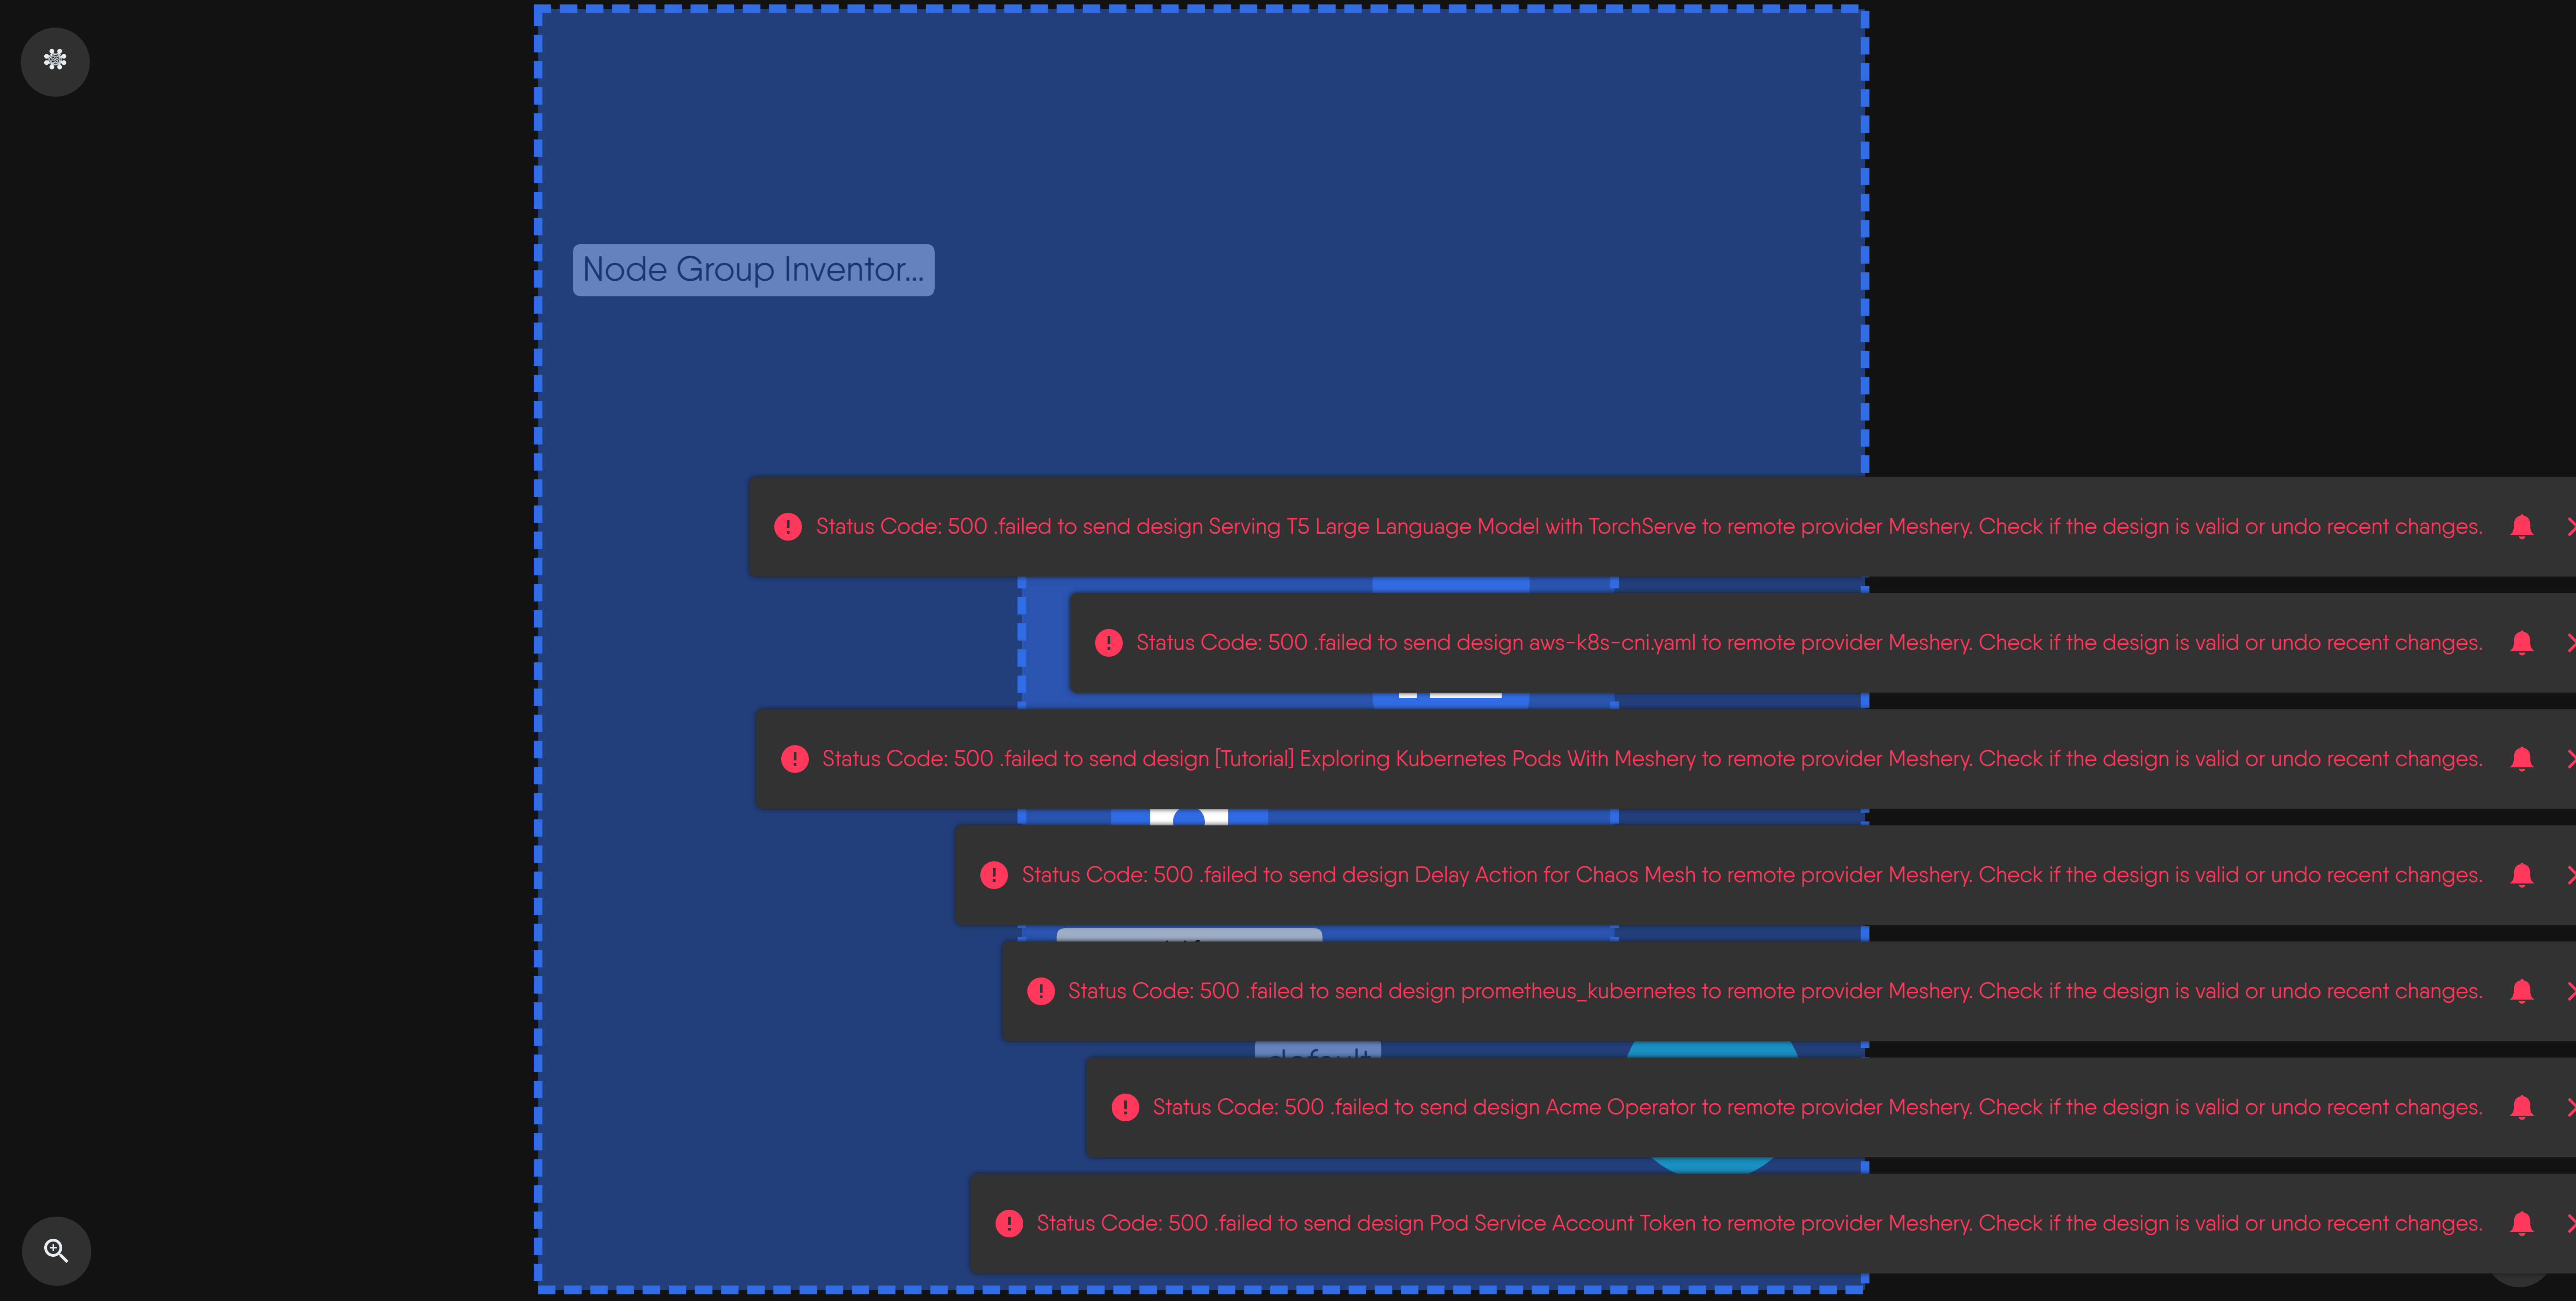 Node Group Inventor...
Status Code: 500 .failed to send design Serving T5 Large Language Model with TorchServe to remote provider Meshery. Check if the design is valid or undo recent changes.
Status Code: 500 .failed to send design aws-k8s-cni.yaml to remote provider Meshery. Check if the design is valid or undo recent changes.
Status Code: 500 .failed to send design [Tutorial] Exploring Kubernetes Pods With Meshery to remote provider Meshery. Check if the design is valid or undo recent changes.
Status Code: 500 .failed to send design Delay Action for Chaos Mesh to remote provider Meshery. Check if the design is valid or undo recent changes.
Status Code: 500 .failed to send design prometheus_kubernetes to remote provider Meshery. Check if the design is valid or undo recent changes.
default
Status Code: 500 .failed to send design Acme Operator to remote provider Meshery. Check if the design is valid or undo recent changes.
Status Code: 500 .failed to send design Pod Service Account Token to remote provider Meshery. Check if the design is valid or undo recent changes.